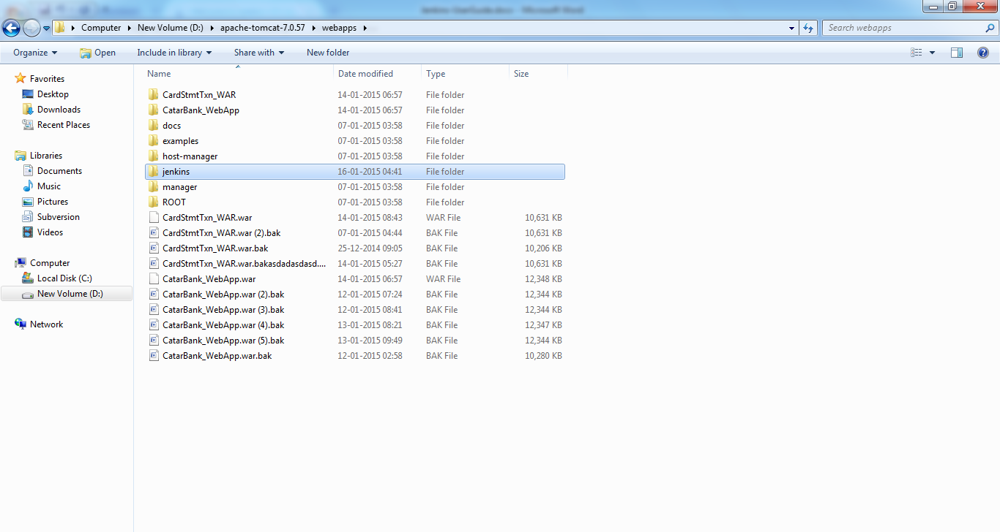 Jenkins UserGuide.docx - Microsoft Word
Computer New Volume (D:) apache-tomcat-7.0.57 webapps Search webapps
Organize Open Include in library Share with New folder
Favorites
Desktop
Downloads
Recent Places
Libraries
Documents
Music
Pictures
Subversion
Videos
Computer
Local Disk (C:)
New Volume (D:)
Network
Name Date modified Type Size
CardStmtTxn_WAR 14-01-2015 06:57 File folder
CatarBank_WebApp 14-01-2015 06:57 File folder
docs 07-01-2015 03:58 File folder
examples 07-01-2015 03:58 File folder
host-manager 07-01-2015 03:58 File folder
jenkins 16-01-2015 04:41 File folder
manager 07-01-2015 03:58 File folder
ROOT 07-01-2015 03:58 File folder
CardStmtTxn_WAR.war 14-01-2015 08:43 WAR File 10,631 KB
CardStmtTxn_WAR.war (2).bak 07-01-2015 04:44 BAK File 10,631 KB
CardStmtTxn_WAR.war.bak 25-12-2014 09:05 BAK File 10,206 KB
CardStmtTxn_WAR.war.bakasdadasdasd.... 14-01-2015 05:27 BAK File 10,631 KB
CatarBank_WebApp.war 14-01-2015 06:57 WAR File 12,348 KB
CatarBank_WebApp.war (2).bak 12-01-2015 07:24 BAK File 12,344 KB
CatarBank_WebApp.war (3).bak 12-01-2015 08:41 BAK File 12,344 KB
CatarBank_WebApp.war (4).bak 13-01-2015 08:21 BAK File 12,347 KB
CatarBank_WebApp.war (5).bak 13-01-2015 09:49 BAK File 12,344 KB
CatarBank_WebApp.war.bak 12-01-2015 02:58 BAK File 10,280 KB